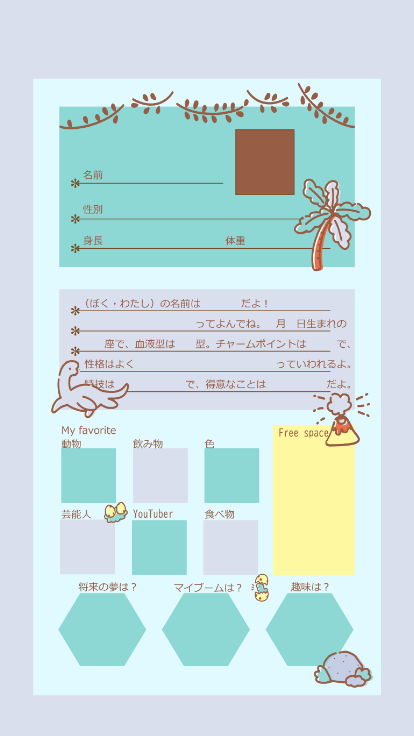 名前
性別
身長 体重
(ぼく・わたし)の名前は だよ!
ってよんでね。 月 日生まれの
座で、血液型は 型。チャームポイントは で、
性格はよく っていわれるよ。
特技は で、得意なことは だよ。
My favorite
Free space
動物 飲み物 色
芸能人 YouTuber 食べ物
将来の夢は? マイブームは? 趣味は?